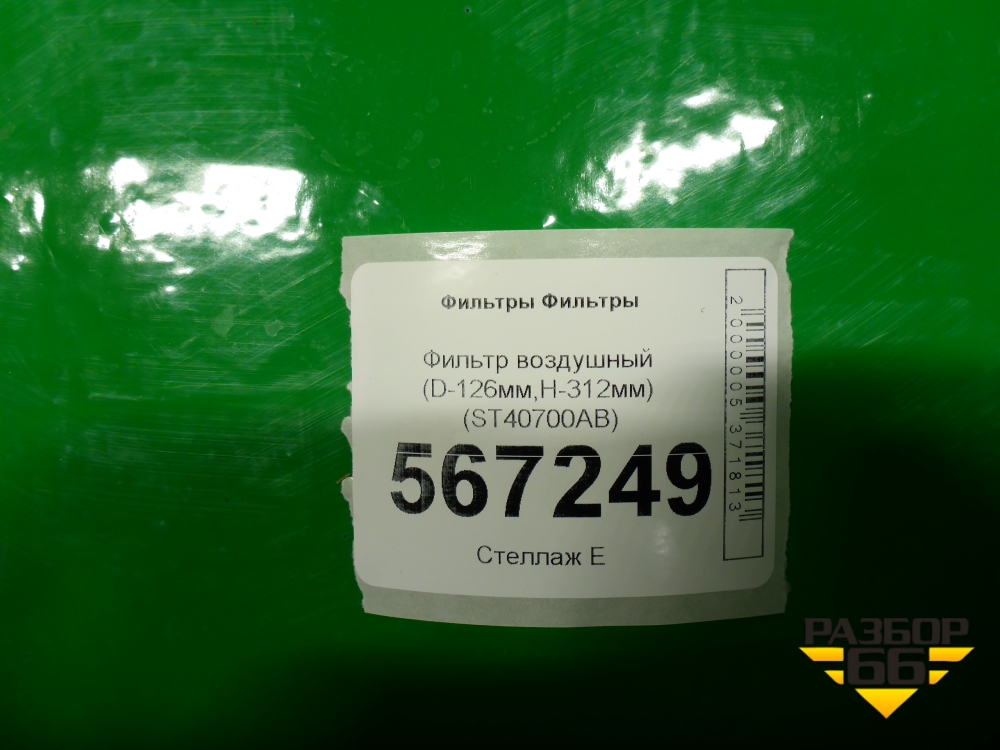 Фильтры Фильтры
Фильтр воздушный
(D-126мм,H-312мм)
(ST40700AB)
567249
Стеллаж Е
2000005371813
РАЗБОР
66